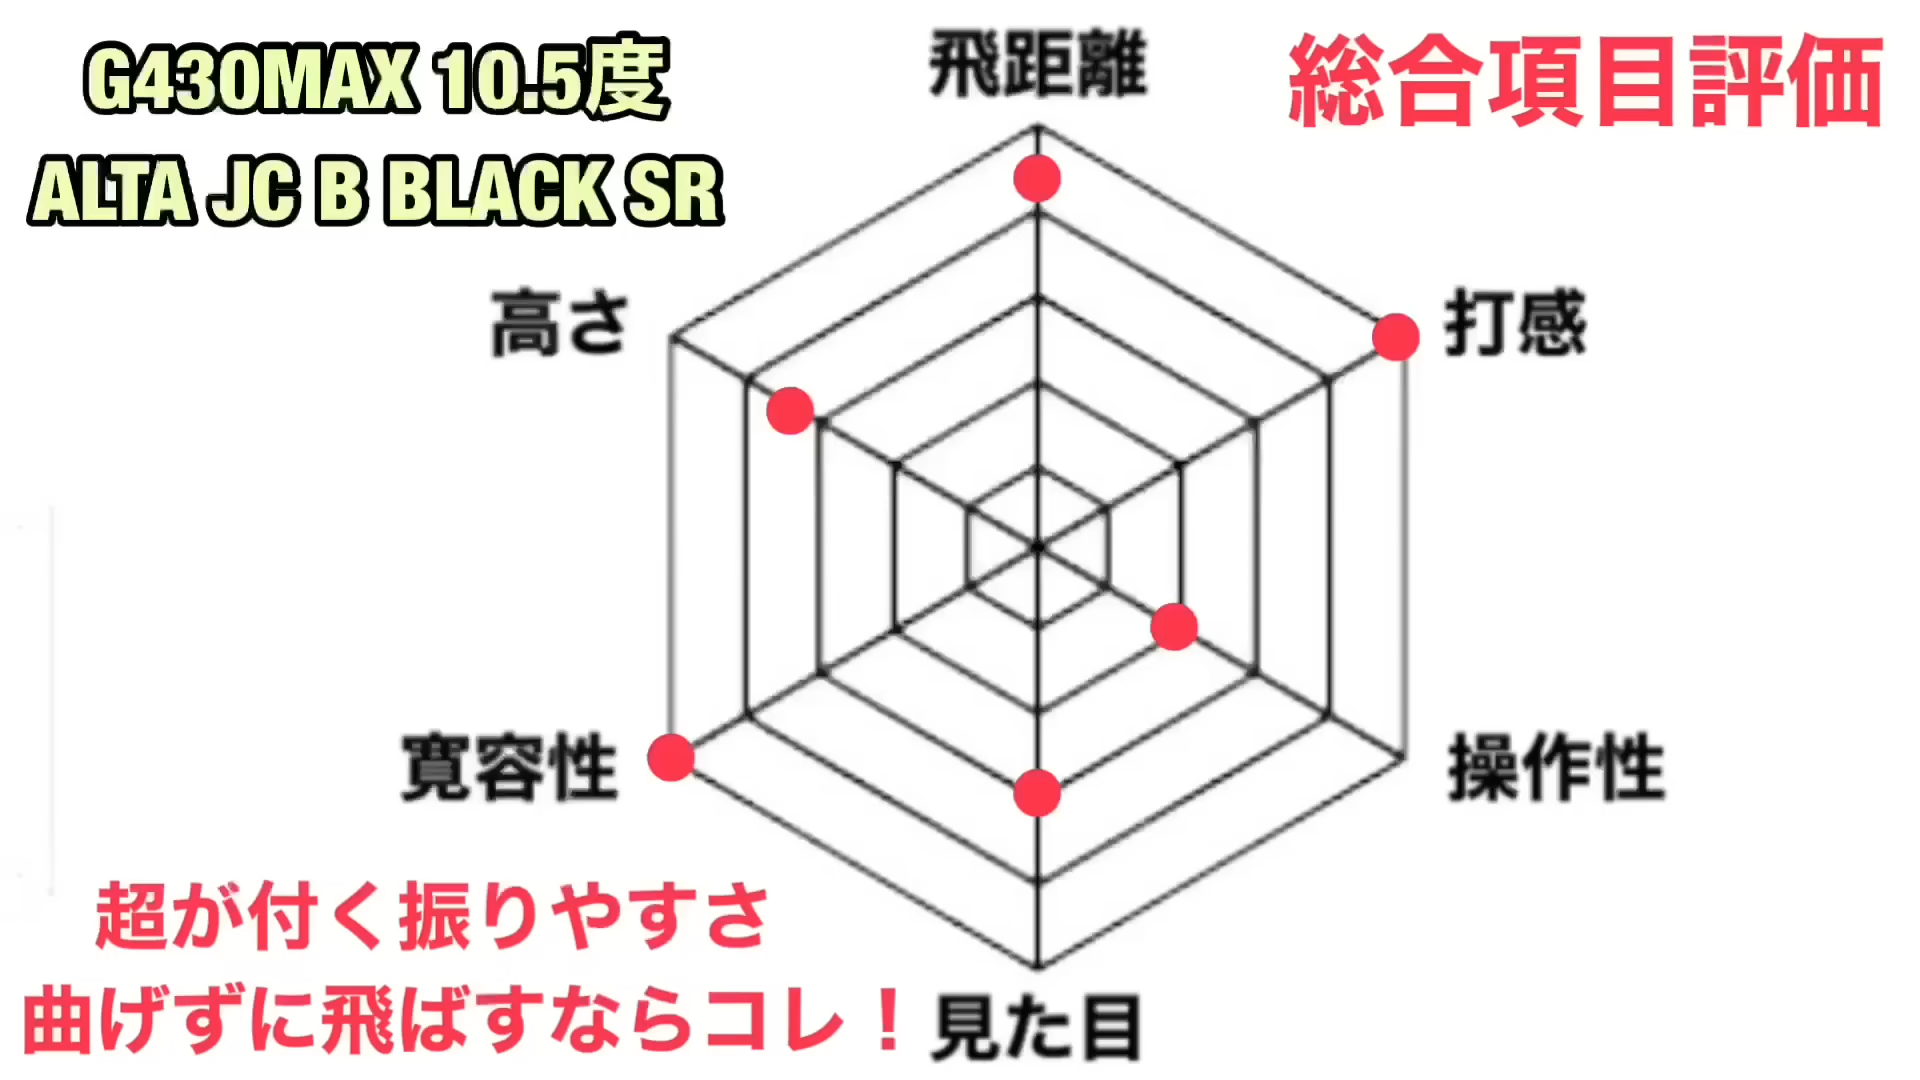 G430MAX 10.5度
ALTA JC B BLACK SR
総合項目評価
飛距離
打感
高さ
操作性
寛容性
見た目
超が付く振りやすさ
曲げずに飛ばすならコレ！